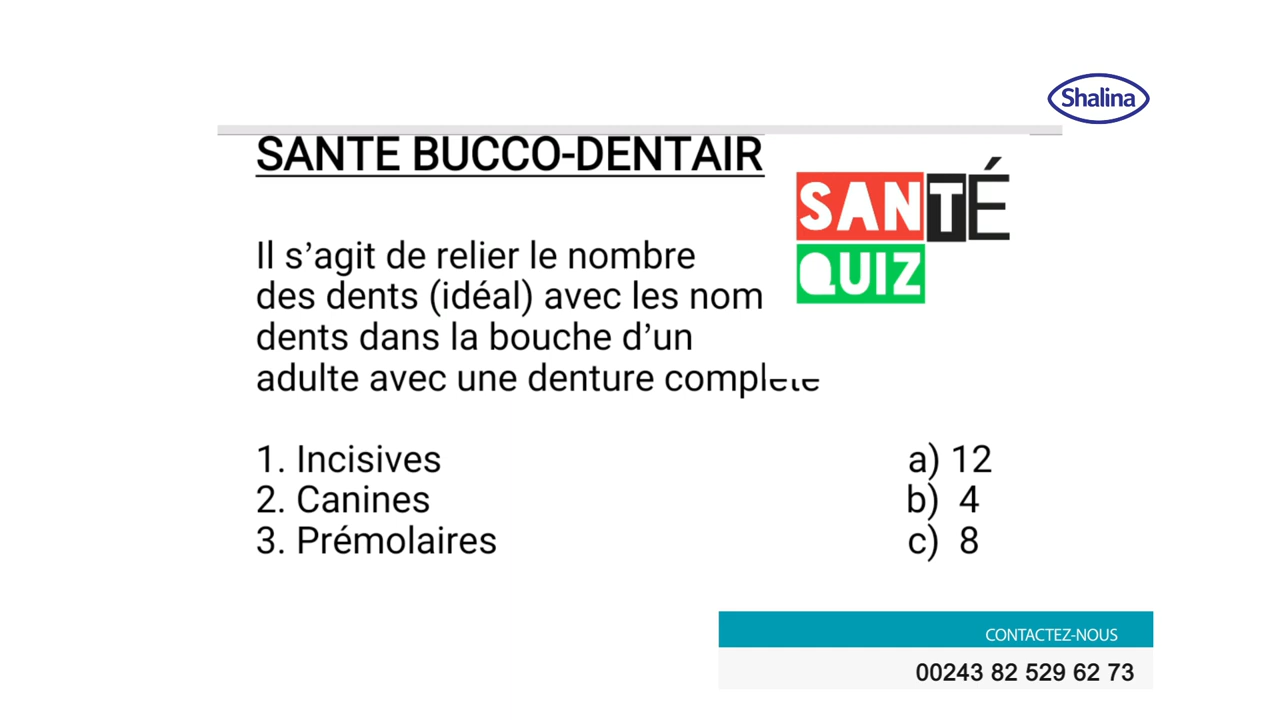 Shalina
SANTE BUCCO-DENTAIR
SANTÉ
QUIZ
Il s’agit de relier le nombre
des dents (idéal) avec les nom
dents dans la bouche d’un
adulte avec une denture complete
1. Incisives a) 12
2. Canines b) 4
3. Prémolaires c) 8
CONTACTEZ-NOUS
00243 82 529 62 73